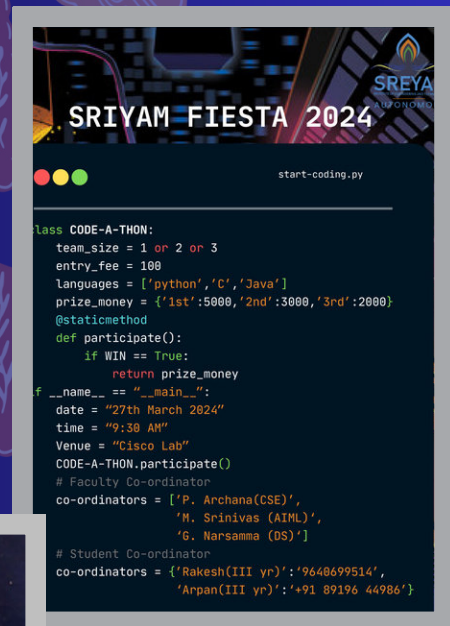 SREYA
AUTONOMO
SRIYAM FIESTA 2024
start-coding.py
class CODE-A-THON:
team_size = 1 or 2 or 3
entry_fee = 100
languages = ['python','C','Java']
prize_money = {'1st':5000,'2nd':3000,'3rd':2000}
@staticmethod
def participate():
if WIN == True:
return prize_money
if __name__ == "__main__":
date = "27th March 2024"
time = "9:30 AM"
Venue = "Cisco Lab"
CODE-A-THON.participate()
# Faculty Co-ordinator
co-ordinators = ['P. Archana(CSE)',
'M. Srinivas (AIML)',
'G. Narsamma (DS)']
# Student Co-ordinator
co-ordinators = {'Rakesh(III yr)':'9640699514',
'Arpan(III yr)':'+91 89196 44986'}